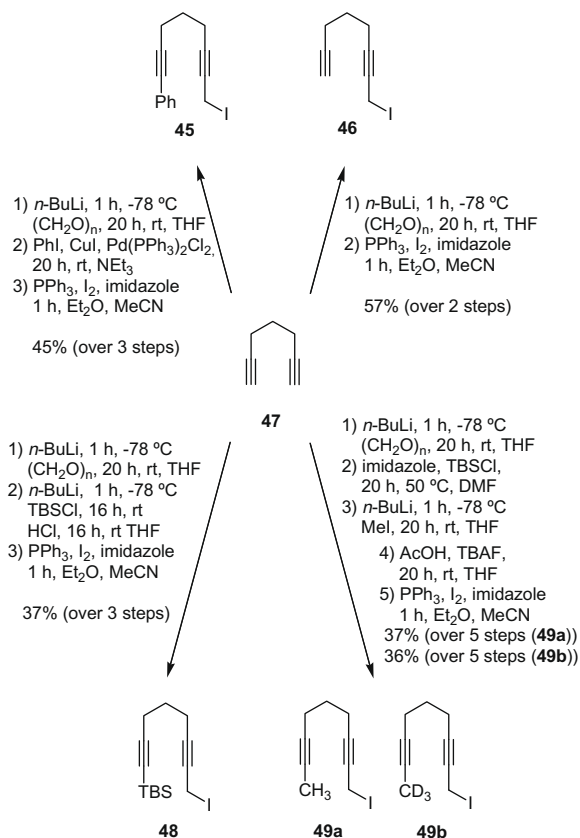 Ph
I
I
45
46
1) n-BuLi, 1 h, -78 ºC
(CH2O)n, 20 h, rt, THF
2) PhI, CuI, Pd(PPh3)2Cl2,
20 h, rt, NEt3
3) PPh3, I2, imidazole
1 h, Et2O, MeCN
45% (over 3 steps)
1) n-BuLi, 1 h, -78 ºC
(CH2O)n, 20 h, rt, THF
2) PPh3, I2, imidazole
1 h, Et2O, MeCN
57% (over 2 steps)
47
1) n-BuLi, 1 h, -78 ºC
(CH2O)n, 20 h, rt, THF
2) n-BuLi, 1 h, -78 ºC
TBSCl, 16 h, rt
HCl, 16 h, rt THF
3) PPh3, I2, imidazole
1 h, Et2O, MeCN
37% (over 3 steps)
1) n-BuLi, 1 h, -78 ºC
(CH2O)n, 20 h, rt, THF
2) imidazole, TBSCl,
20 h, 50 ºC, DMF
3) n-BuLi, 1 h, -78 ºC
MeI, 20 h, rt, THF
4) AcOH, TBAF,
20 h, rt, THF
5) PPh3, I2, imidazole
1 h, Et2O, MeCN
37% (over 5 steps (49a))
36% (over 5 steps (49b))
TBS
I
CH3
I
CD3
I
48
49a
49b